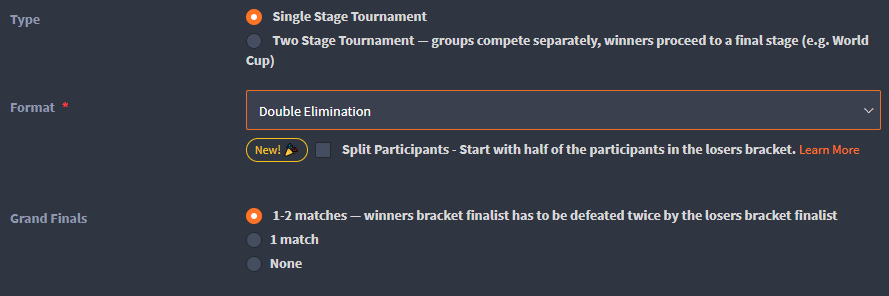 Type
Single Stage Tournament
Two Stage Tournament — groups compete separately, winners proceed to a final stage (e.g. World
Cup)
Format *
Double Elimination
New! Split Participants - Start with half of the participants in the losers bracket. Learn More
Grand Finals
1-2 matches — winners bracket finalist has to be defeated twice by the losers bracket finalist
1 match
None